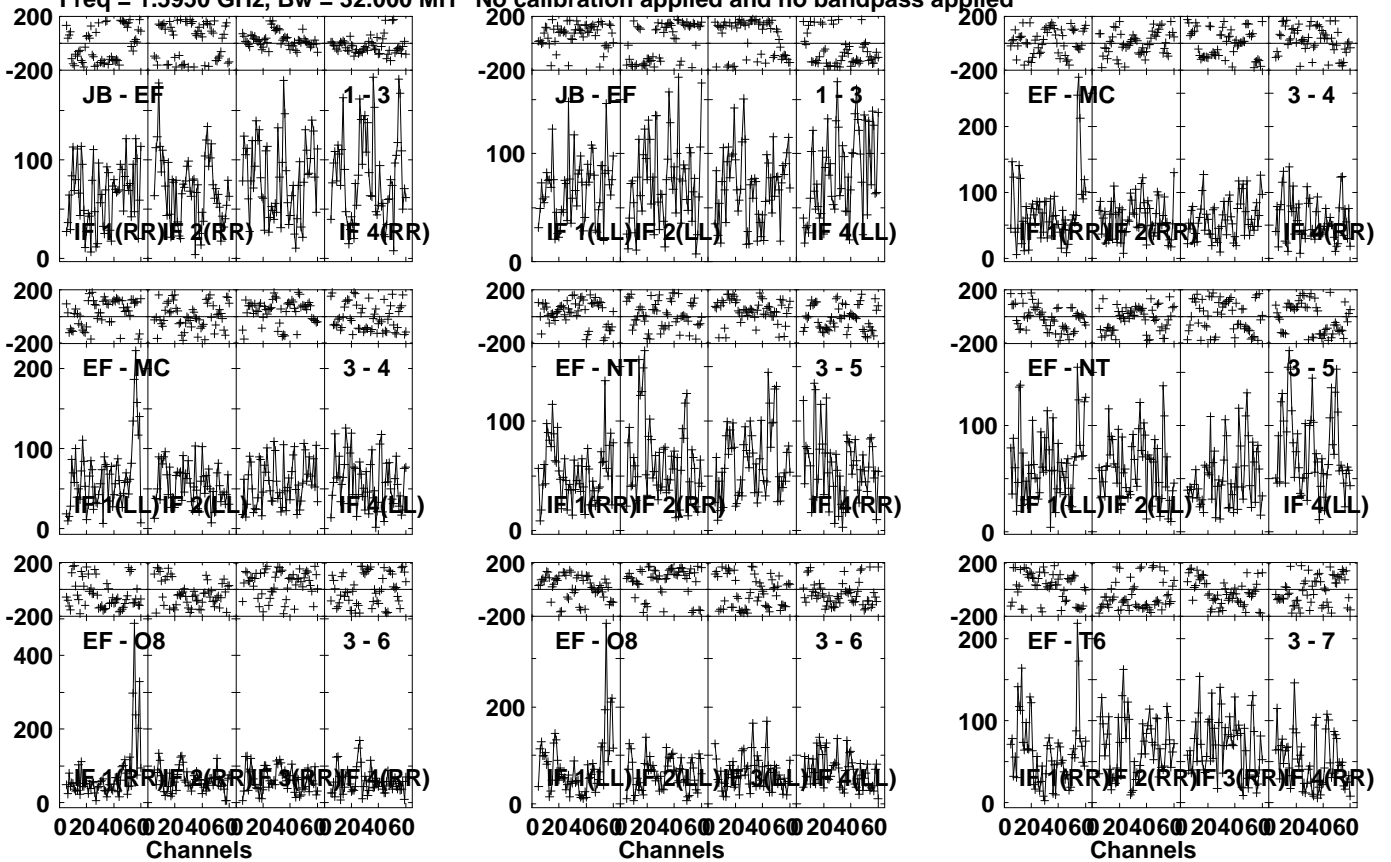 Freq = 1.5950 GHz, Bw = 32.000 MH No calibration applied and no bandpass applied
200
-200
JB - EF 1 - 3
100
0
IF 1(RR) IF 2(RR) IF 4(RR)
JB - EF 1 - 3
100
0
IF 1(LL) IF 2(LL) IF 4(LL)
200
-200
EF - MC 3 - 4
200
100
0
IF 1(RR) IF 2(RR) IF 4(RR)
200
-200
EF - MC 3 - 4
200
100
0
IF 1(LL) IF 2(LL) IF 4(LL)
200
-200
EF - NT 3 - 5
100
0
IF 1(RR) IF 2(RR) IF 4(RR)
200
-200
EF - NT 3 - 5
100
0
IF 1(LL) IF 2(LL) IF 4(LL)
200
-200
EF - O8 3 - 6
400
200
0
IF 1(RR) IF 2(RR) IF 3(RR) IF 4(RR)
0 20 40 60 0 20 40 60 0 20 40 60 0 20 40 60
Channels
200
-200
EF - O8 3 - 6
200
0
IF 1(LL) IF 2(LL) IF 3(LL) IF 4(LL)
0 20 40 60 0 20 40 60 0 20 40 60 0 20 40 60
Channels
200
-200
EF - T6 3 - 7
200
100
0
IF 1(RR) IF 2(RR) IF 3(RR) IF 4(RR)
0 20 40 60 0 20 40 60 0 20 40 60 0 20 40 60
Channels